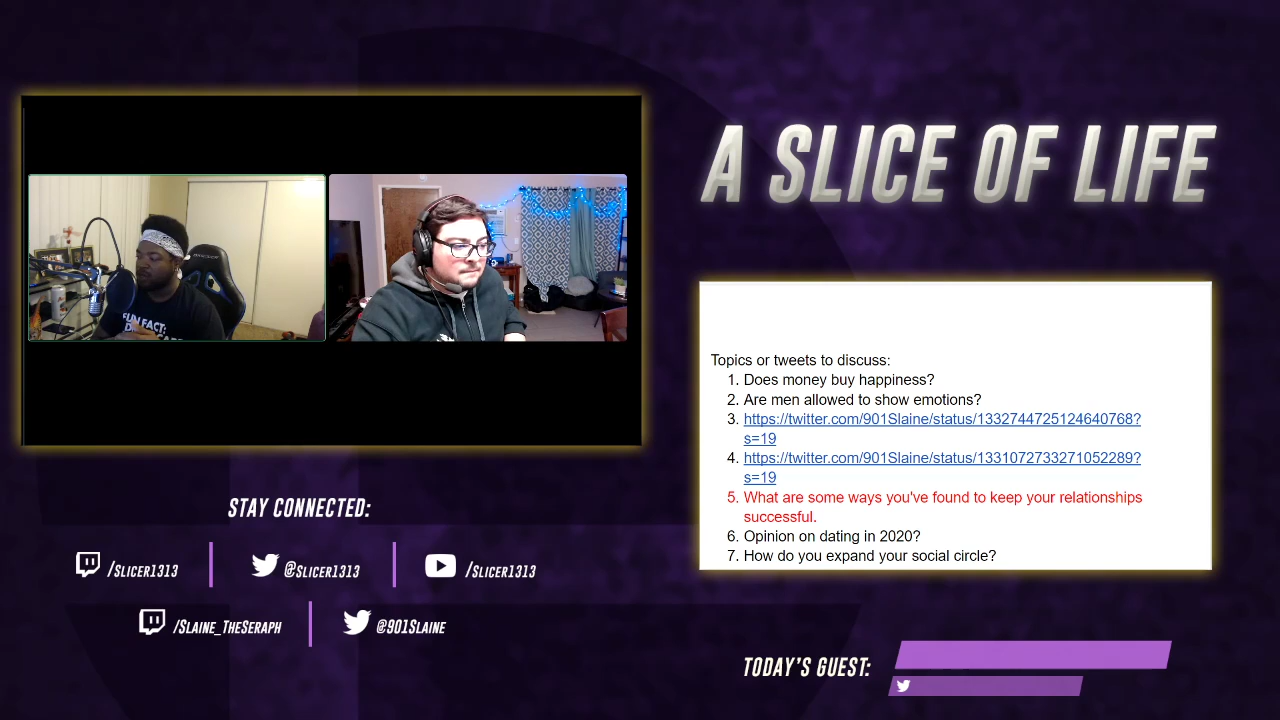 A SLICE OF LIFE
FUN FACT:
Topics or tweets to discuss:
1. Does money buy happiness?
2. Are men allowed to show emotions?
3. https://twitter.com/901Slaine/status/1332744725124640768?
s=19
4. https://twitter.com/901Slaine/status/1331072733271052289?
s=19
5. What are some ways you've found to keep your relationships
successful.
6. Opinion on dating in 2020?
7. How do you expand your social circle?
STAY CONNECTED:
/SLICER1313 @SLICER1313 /SLICER1313
/SLAINE_THESERAPH @901SLAINE
TODAY'S GUEST: